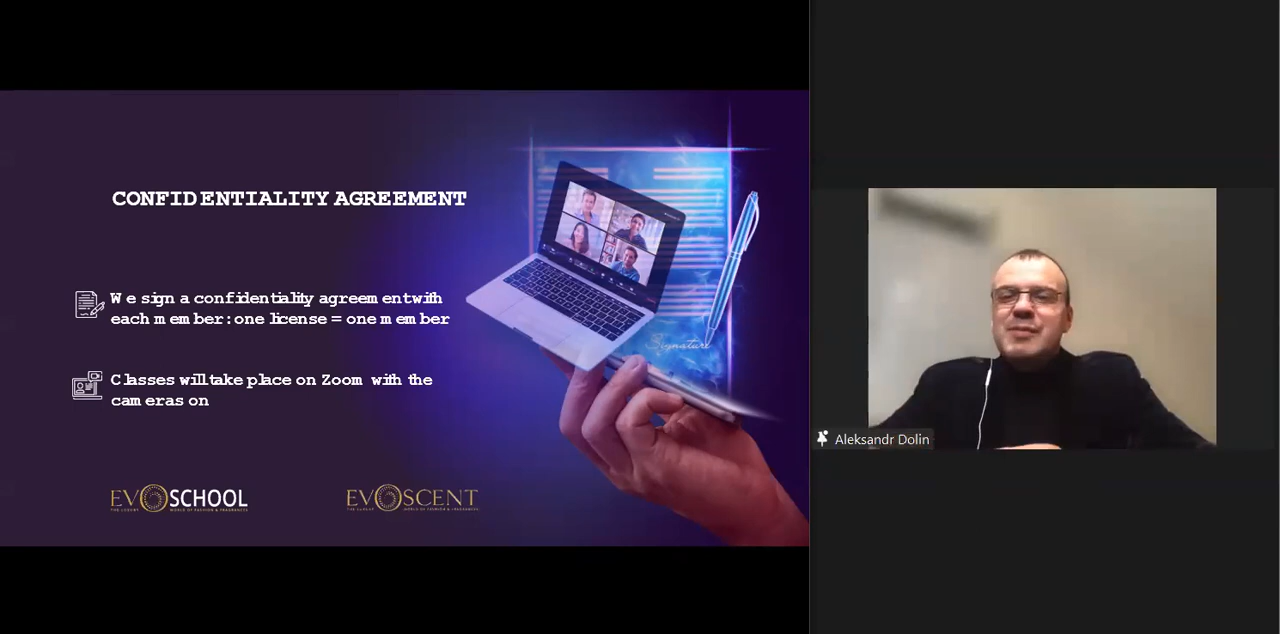 CONFIDENTIALITY AGREEMENT
We sign a confidentiality agreement with
each member: one license = one member
Classes will take place on Zoom with the
cameras on
Signature
EVOSCHOOL
THE LUXURY WORLD OF FASHION & FRAGRANCES
EVOSCENT
THE LUXURY WORLD OF FASHION & FRAGRANCES
Aleksandr Dolin